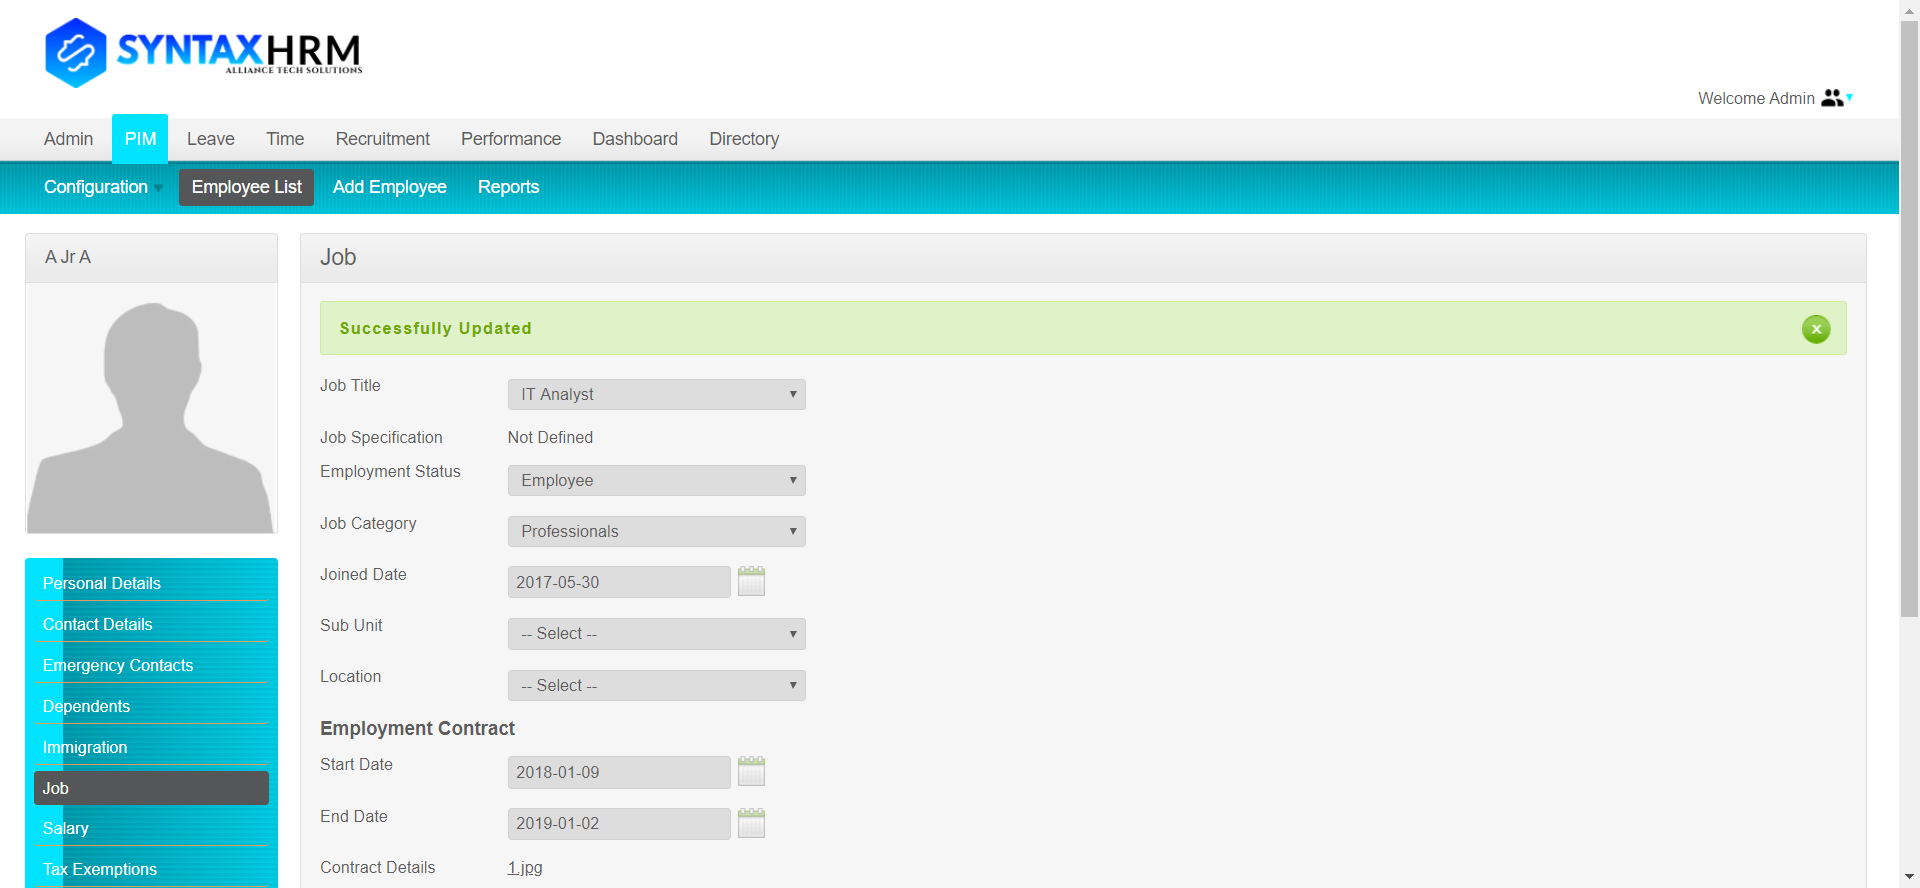 SYNTAXHRM
ALLIANCE TECH SOLUTIONS
Welcome Admin
Admin PIM Leave Time Recruitment Performance Dashboard Directory
Configuration Employee List Add Employee Reports
A Jr A
Job
Successfully Updated
x
Job Title IT Analyst
Job Specification Not Defined
Employment Status Employee
Job Category Professionals
Joined Date 2017-05-30
Sub Unit -- Select --
Location -- Select --
Employment Contract
Start Date 2018-01-09
End Date 2019-01-02
Contract Details 1.jpg
Personal Details
Contact Details
Emergency Contacts
Dependents
Immigration
Job
Salary
Tax Exemptions